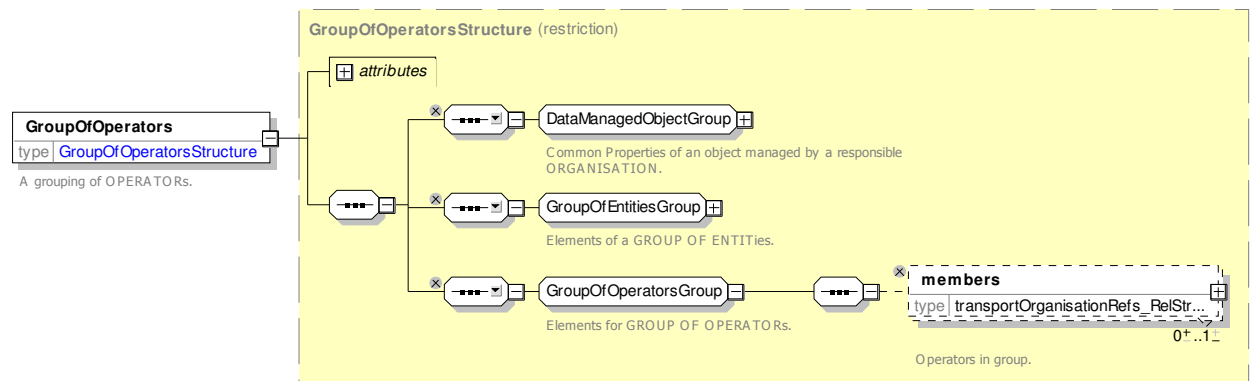 GroupOfOperatorsStructure (restriction)
attributes
DataManagedObjectGroup
Common Properties of an object managed by a responsible
ORGANISATION.
GroupOfOperators
type GroupOfOperatorsStructure
A grouping of OPERATORs.
GroupOfEntitiesGroup
Elements of a GROUP OF ENTITies.
GroupOfOperatorsGroup
Elements for GROUP OF OPERATORs.
members
type transportOrganisationRefs_RelStr...
0±..1±
Operators in group.